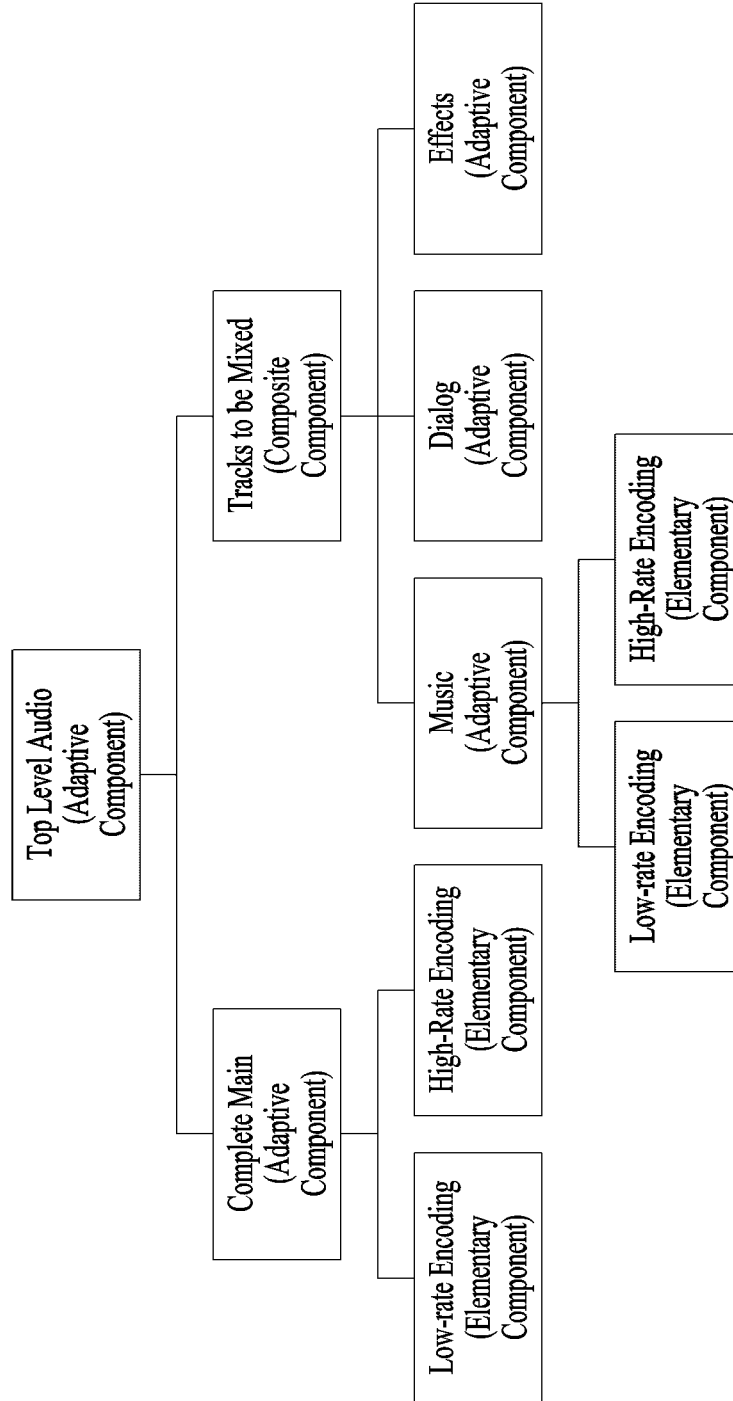 Top Level Audio
(Adaptive
Component)
Complete Main
(Adaptive
Component)
Tracks to be Mixed
(Composite
Component)
Low-rate Encoding
(Elementary
Component)
High-Rate Encoding
(Elementary
Component)
Music
(Adaptive
Component)
Dialog
(Adaptive
Component)
Effects
(Adaptive
Component)
Low-rate Encoding
(Elementary
Component)
High-Rate Encoding
(Elementary
Component)